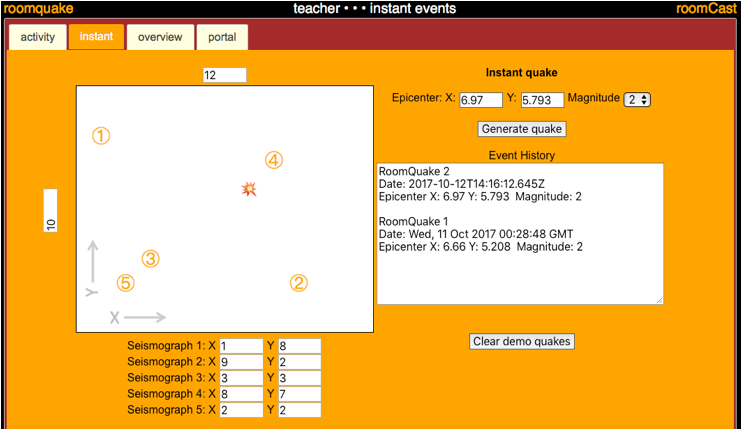 roomquake
teacher • • • instant events
roomCast
activity
instant
overview
portal
12
10
①
④
③
⑤
②
Y
X
Seismograph 1: X 1 Y 8
Seismograph 2: X 9 Y 2
Seismograph 3: X 3 Y 3
Seismograph 4: X 8 Y 7
Seismograph 5: X 2 Y 2
Instant quake
Epicenter: X: 6.97 Y: 5.793 Magnitude 2
Generate quake
Event History
RoomQuake 2
Date: 2017-10-12T14:16:12.645Z
Epicenter X: 6.97 Y: 5.793 Magnitude: 2
RoomQuake 1
Date: Wed, 11 Oct 2017 00:28:48 GMT
Epicenter X: 6.66 Y: 5.208 Magnitude: 2
Clear demo quakes